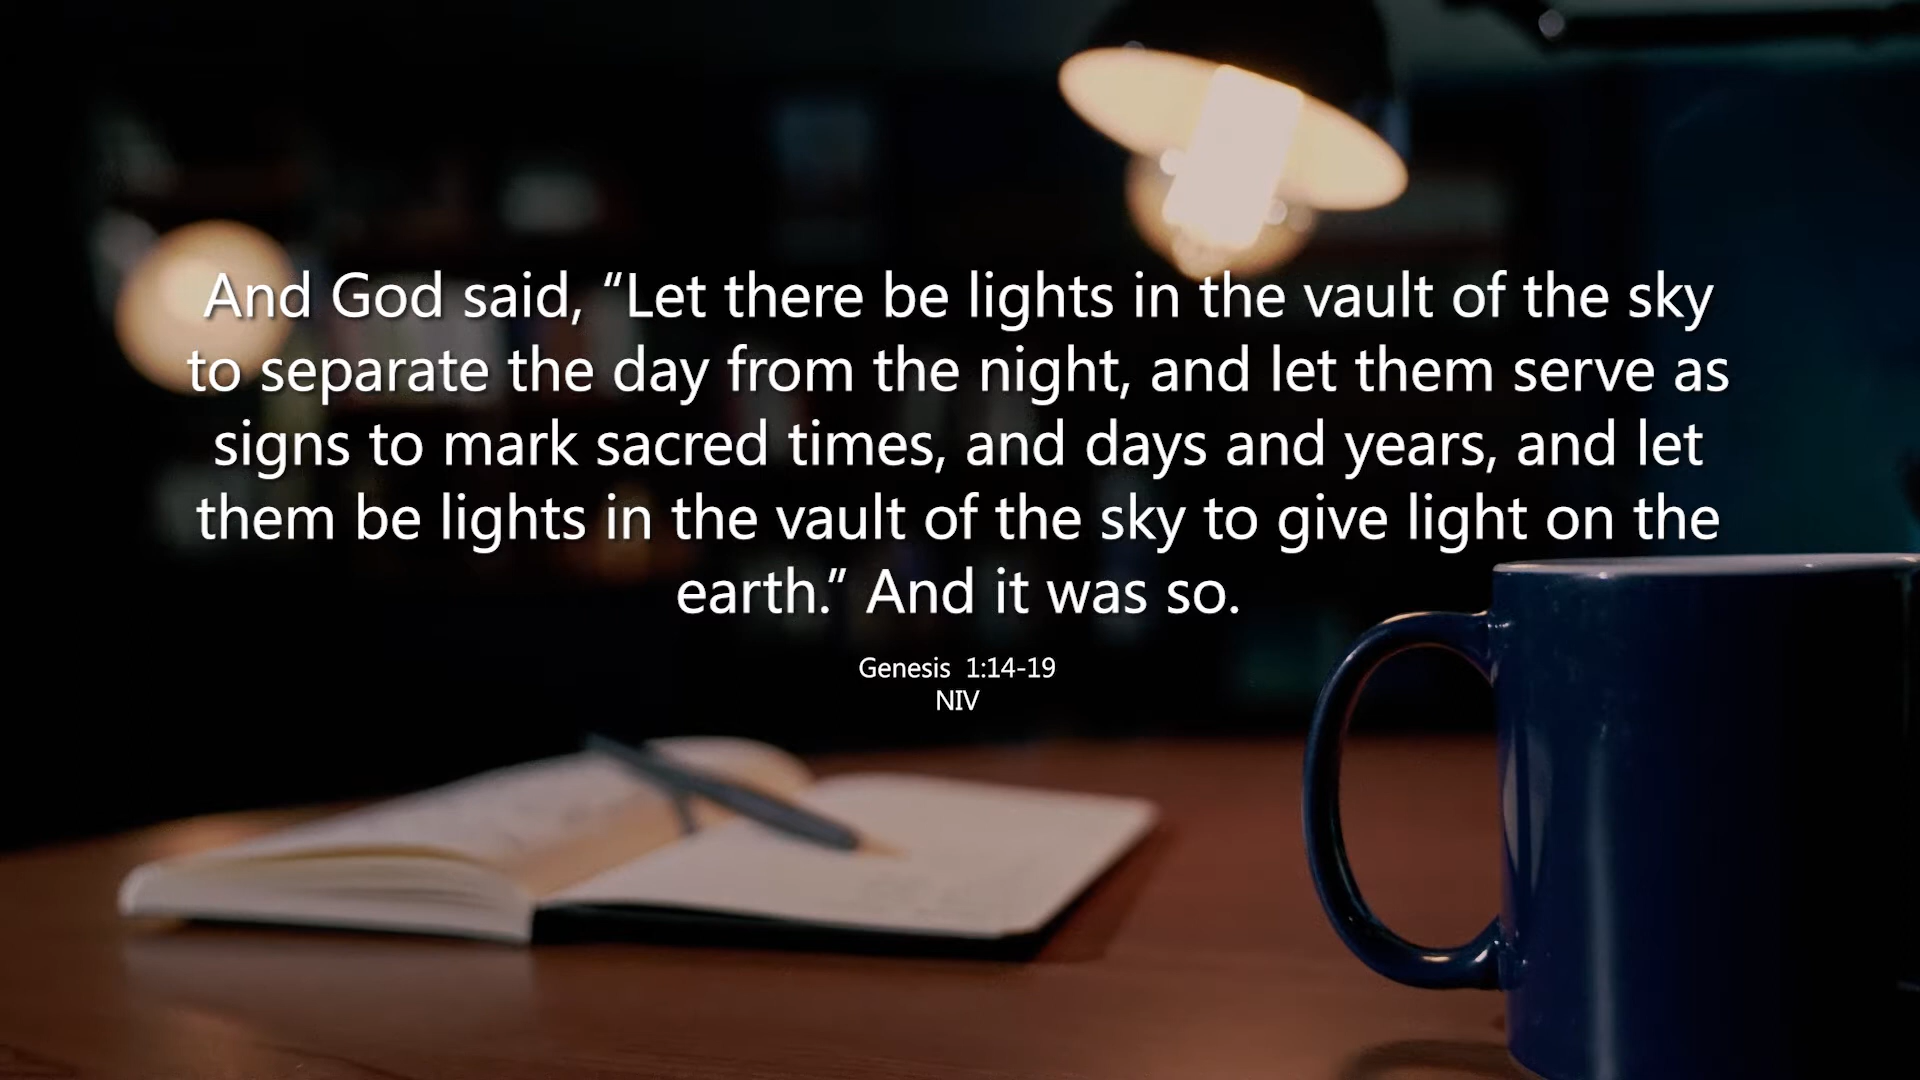 And God said, “Let there be lights in the vault of the sky
to separate the day from the night, and let them serve as
signs to mark sacred times, and days and years, and let
them be lights in the vault of the sky to give light on the
earth.” And it was so.
Genesis 1:14-19
NIV